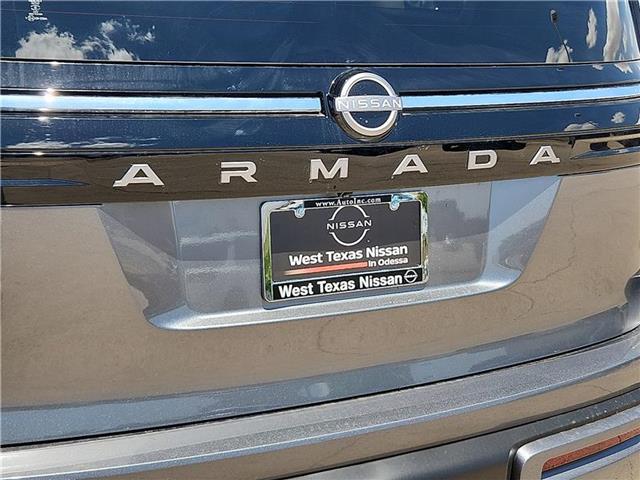 NISSAN
ARMADA
www.AutoInc.com
NISSAN
West Texas Nissan
In Odessa
West Texas Nissan